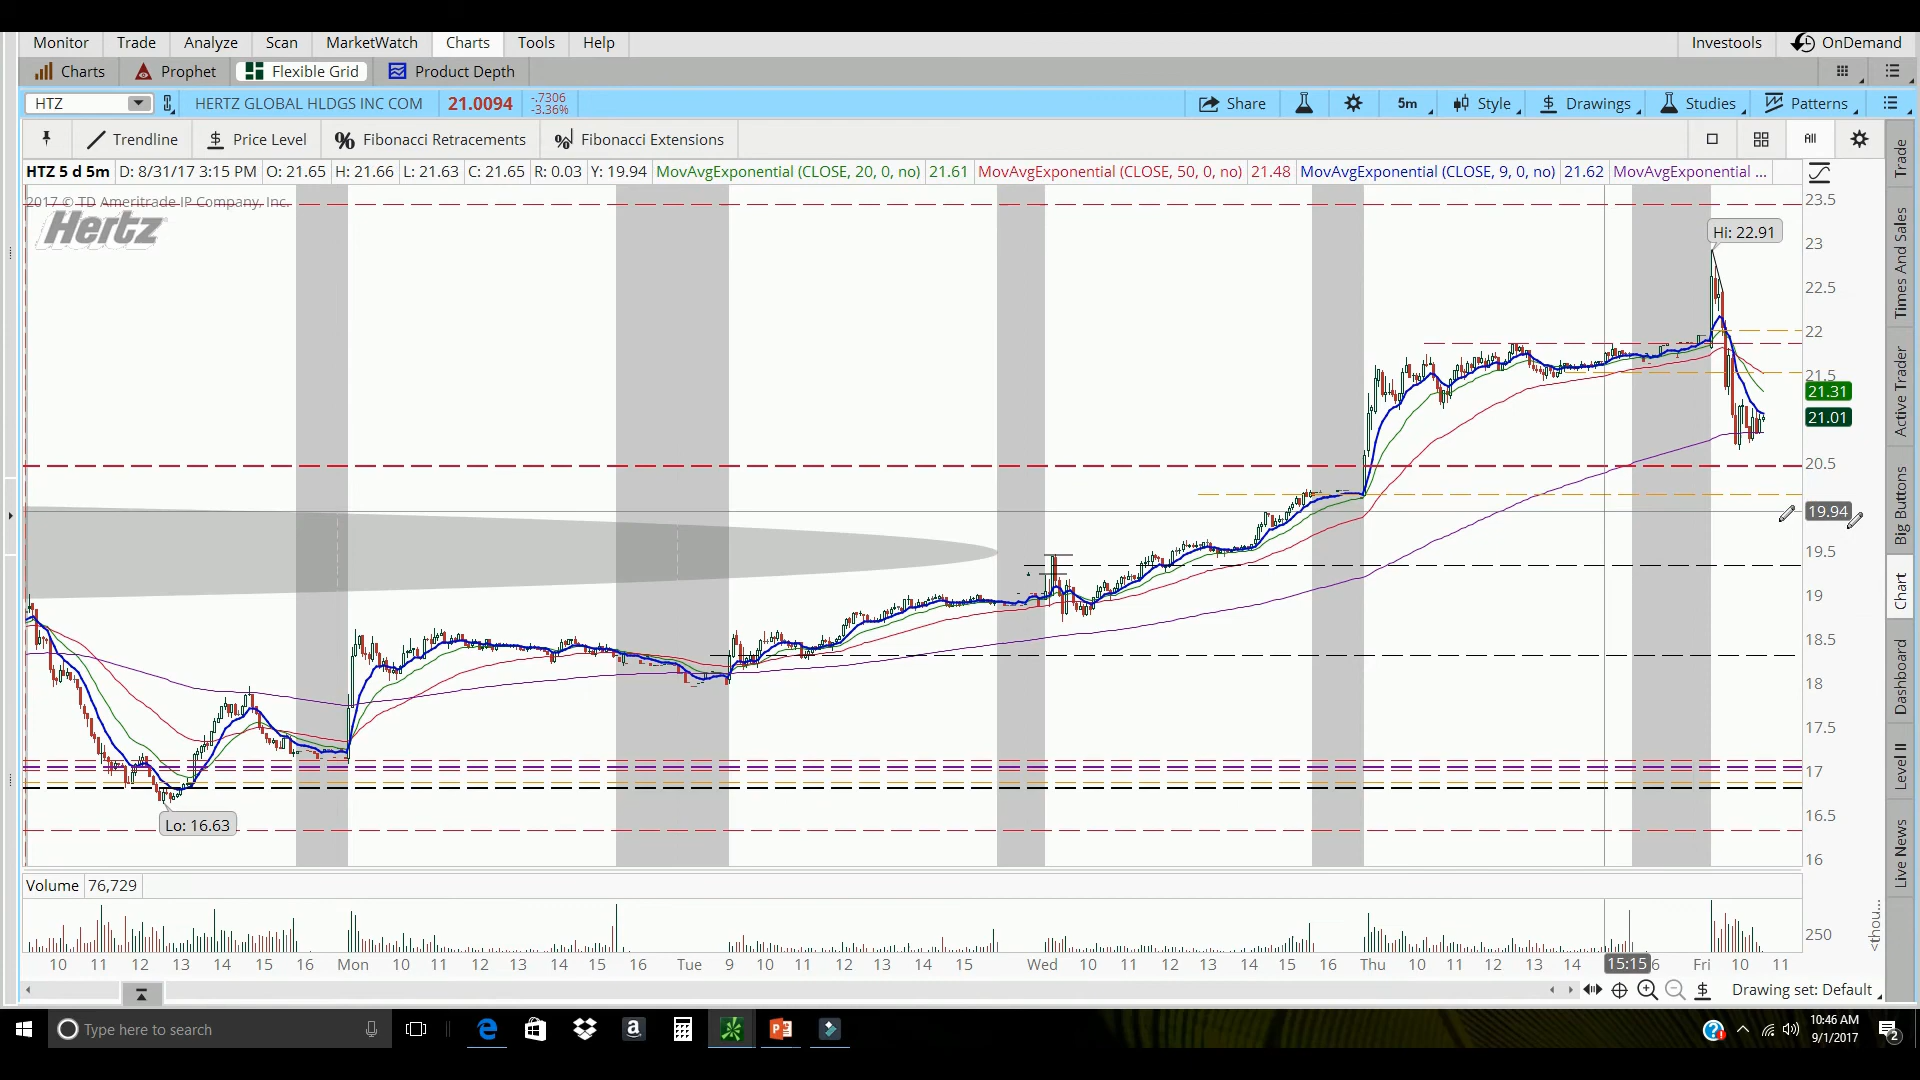 Monitor Trade Analyze Scan MarketWatch Charts Tools Help Investools OnDemand
Charts Prophet Flexible Grid Product Depth
HTZ HERTZ GLOBAL HLDGS INC COM 21.0094 -.7306 -3.36% Share 5m Style Drawings Studies Patterns
Trendline $ Price Level % Fibonacci Retracements Fibonacci Extensions All
HTZ 5 d 5m D: 8/31/17 3:15 PM O: 21.65 H: 21.66 L: 21.63 C: 21.65 R: 0.03 Y: 19.94 MovAvgExponential (CLOSE, 20, 0, no) 21.61 MovAvgExponential (CLOSE, 50, 0, no) 21.48 MovAvgExponential (CLOSE, 9, 0, no) 21.62 MovAvgExponential ...
2017 © TD Ameritrade IP Company, Inc.
Hertz
Hi: 22.91
23.5
23
22.5
22
21.5
21.31
21.01
20.5
19.94
19.5
19
18.5
18
17.5
17
16.5
16
Lo: 16.63
Volume 76,729
250
<thou...
10 11 12 13 14 15 16 Mon 10 11 12 13 14 15 16 Tue 9 10 11 12 13 14 15 Wed 10 11 12 13 14 15 16 Thu 10 11 12 13 14 15:15 6 Fri 10 11
Drawing set: Default
Trade
Times And Sales
Active Trader
Big Buttons
Chart
Dashboard
Level II
Live News
Type here to search
10:46 AM
9/1/2017
2